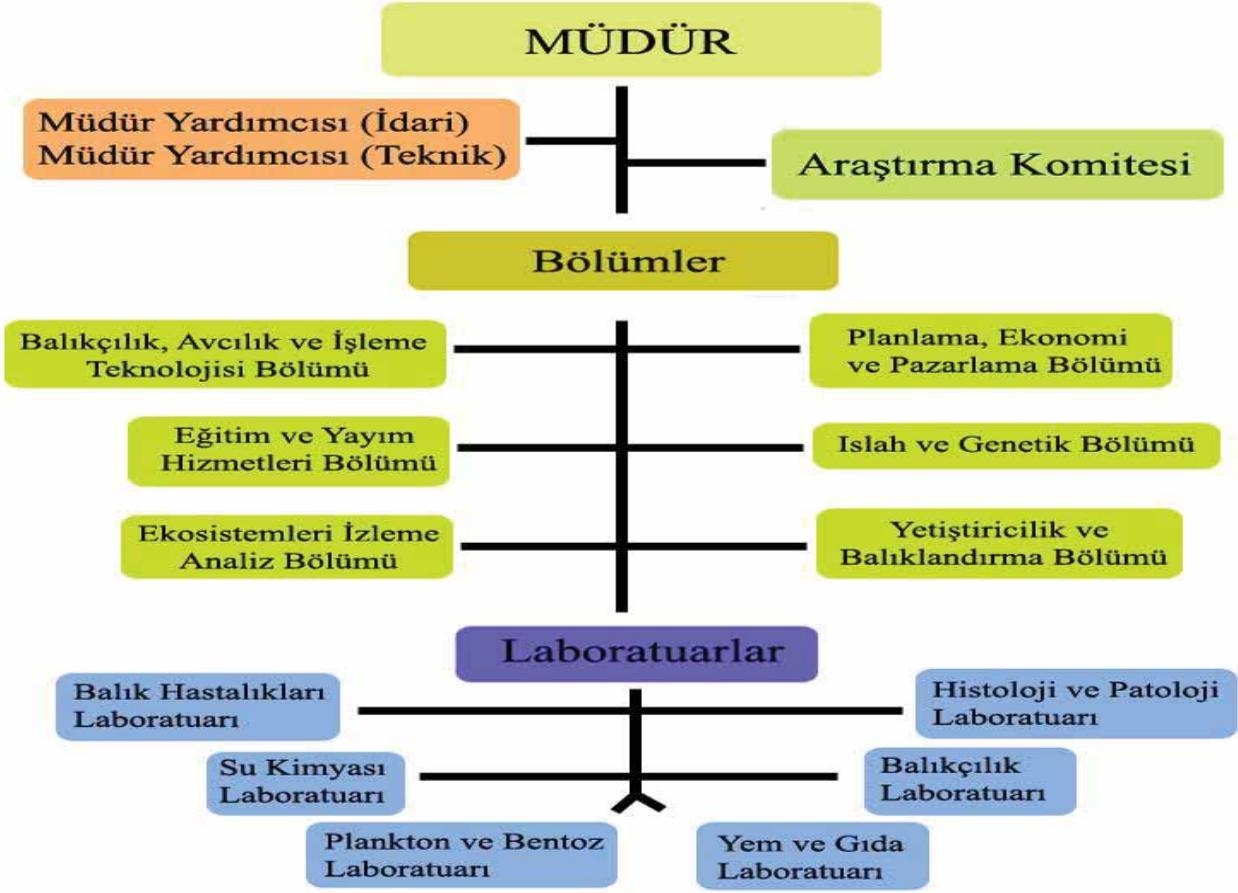 MÜDÜR
Müdür Yardımcısı (İdari)
Müdür Yardımcısı (Teknik)
Araştırma Komitesi
Bölümler
Balıkçılık, Avcılık ve İşleme
Teknolojisi Bölümü
Planlama, Ekonomi
ve Pazarlama Bölümü
Eğitim ve Yayım
Hizmetleri Bölümü
Islah ve Genetik Bölümü
Ekosistemleri İzleme
Analiz Bölümü
Yetiştiricilik ve
Balıklandırma Bölümü
Laboratuarlar
Balık Hastalıkları
Laboratuarı
Histoloji ve Patoloji
Laboratuarı
Su Kimyası
Laboratuarı
Balıkçılık
Laboratuarı
Plankton ve Bentoz
Laboratuarı
Yem ve Gıda
Laboratuarı